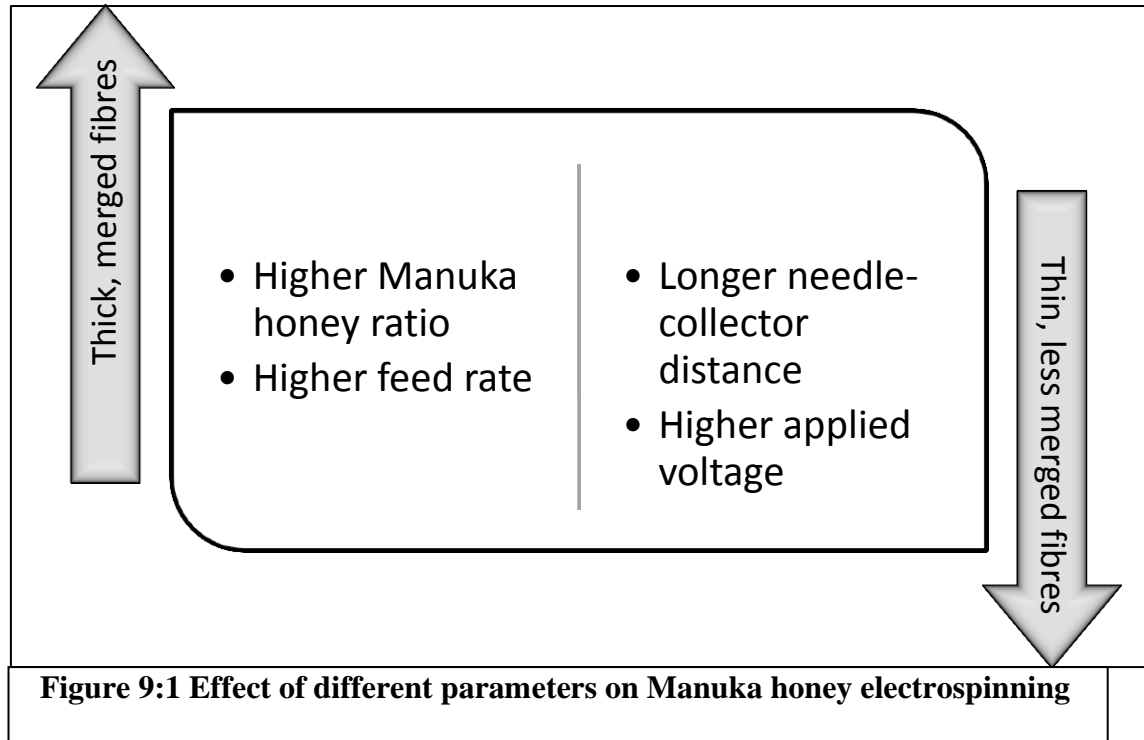 Thick, merged fibres
• Higher Manuka
honey ratio
• Higher feed rate
• Longer needle-
collector
distance
• Higher applied
voltage
Thin, less merged fibres
Figure 9:1 Effect of different parameters on Manuka honey electrospinning